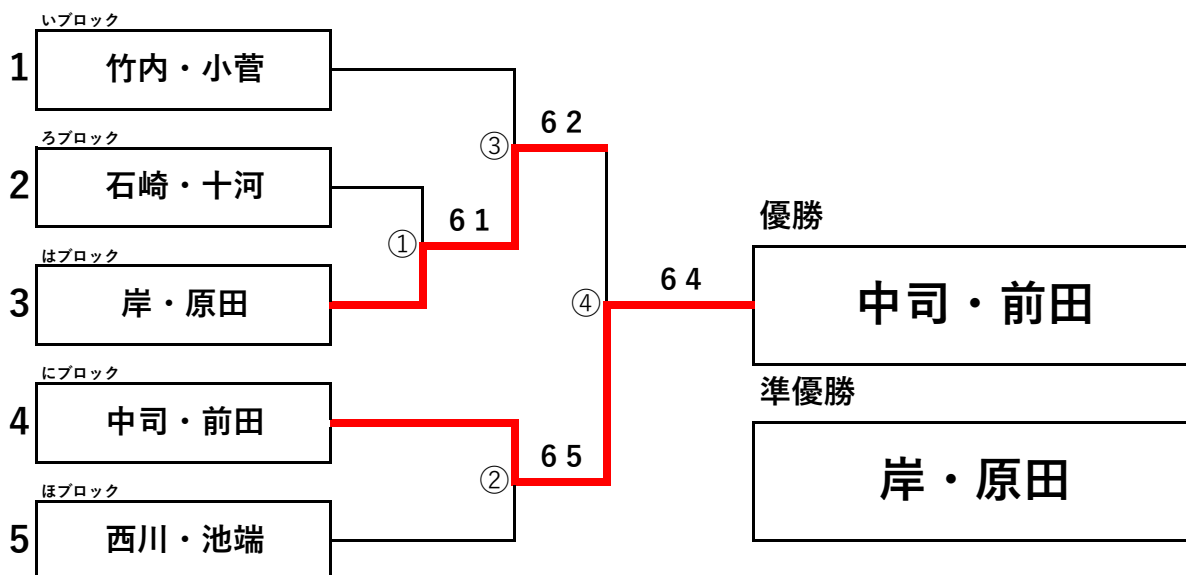 いブロック
1 竹内・小菅
ろブロック
2 石崎・十河
はブロック
3 岸・原田
にブロック
4 中司・前田
ほブロック
5 西川・池端
① 6 1
③ 6 2
② 6 5
④ 6 4
優勝
中司・前田
準優勝
岸・原田